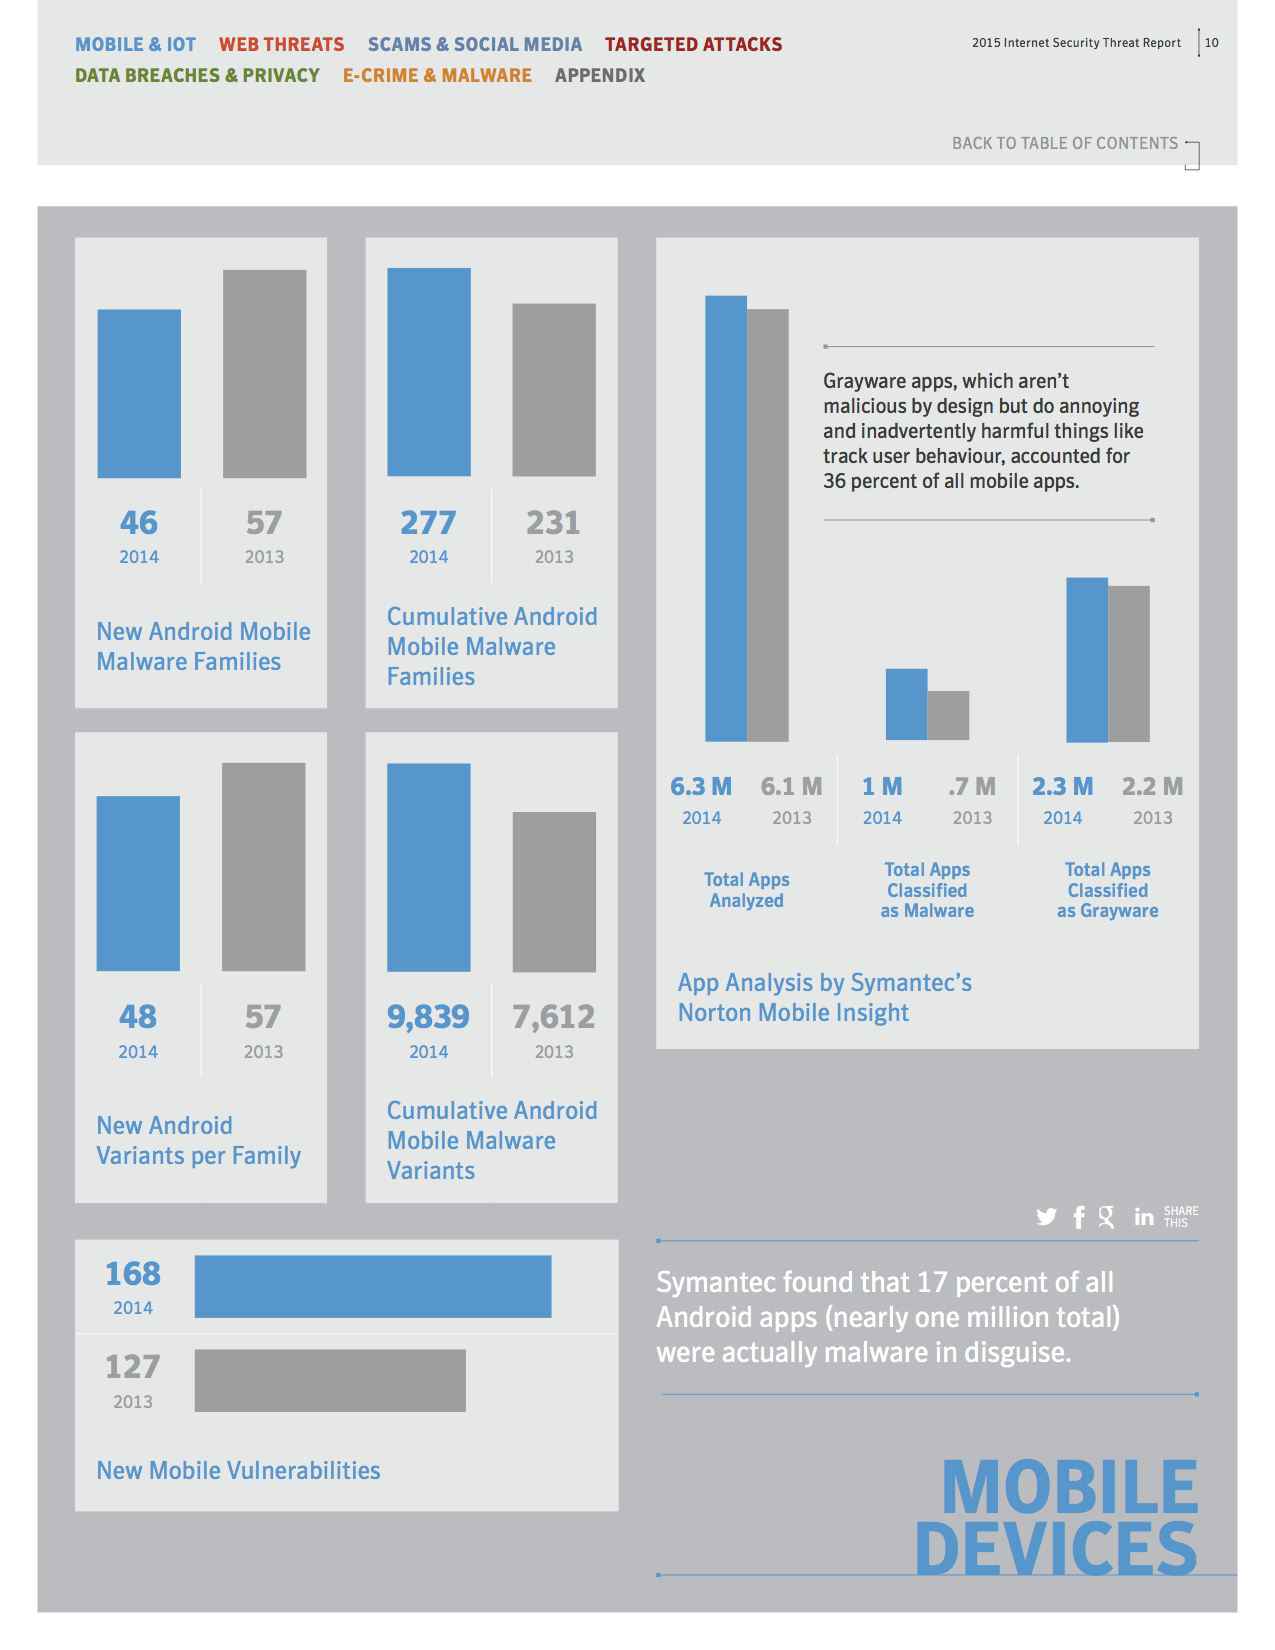 MOBILE & IOT WEB THREATS SCAMS & SOCIAL MEDIA TARGETED ATTACKS
DATA BREACHES & PRIVACY E-CRIME & MALWARE APPENDIX
2015 Internet Security Threat Report 10
BACK TO TABLE OF CONTENTS
46 57
2014 2013
New Android Mobile
Malware Families
277 231
2014 2013
Cumulative Android
Mobile Malware
Families
48 57
2014 2013
New Android
Variants per Family
9,839 7,612
2014 2013
Cumulative Android
Mobile Malware
Variants
168
2014
127
2013
New Mobile Vulnerabilities
Grayware apps, which aren’t
malicious by design but do annoying
and inadvertently harmful things like
track user behaviour, accounted for
36 percent of all mobile apps.
6.3 M 6.1 M 1 M .7 M 2.3 M 2.2 M
2014 2013 2014 2013 2014 2013
Total Apps
Analyzed
Total Apps
Classified
as Malware
Total Apps
Classified
as Grayware
App Analysis by Symantec’s
Norton Mobile Insight
SHARE
THIS
Symantec found that 17 percent of all
Android apps (nearly one million total)
were actually malware in disguise.
MOBILE
DEVICES